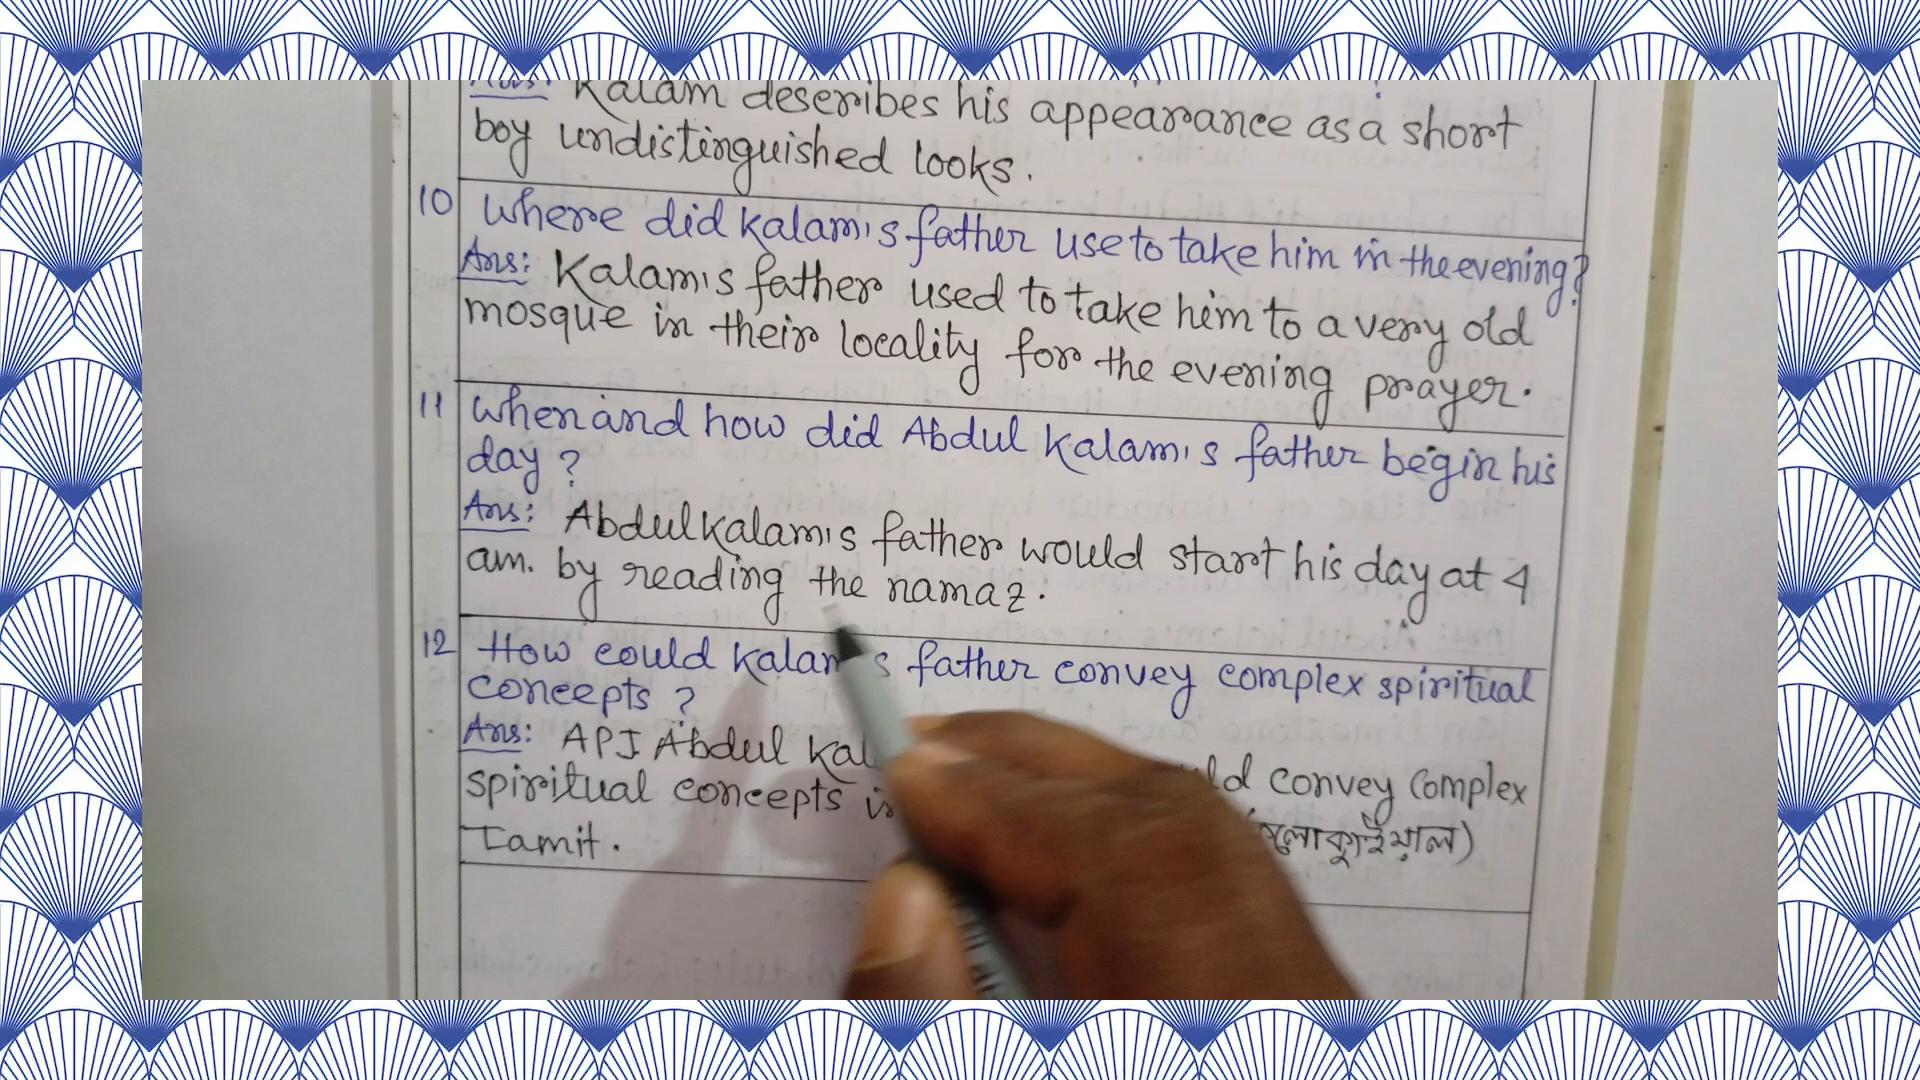 Kalam describes his appearance as a short
boy undistinguished looks.
10 Where did Kalam's father use to take him in the evening?
Ans: Kalam's father used to take him to a very old
mosque in their locality for the evening prayer.
11 When and how did Abdul Kalam's father begin his
day?
Ans: Abdul Kalam's father would start his day at 4
am. by reading the namaz.
12 How could Kalam's father convey complex spiritual
concepts?
Ans: APJ Abdul Kal convey Complex
spiritual concepts
Tamil.